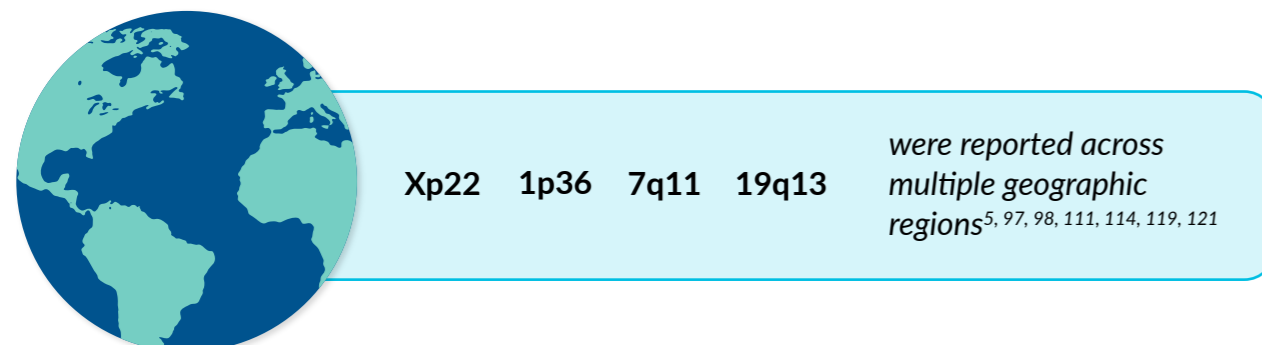 Xp22 1p36 7q11 19q13
were reported across
multiple geographic
regions5, 97, 98, 111, 114, 119, 121